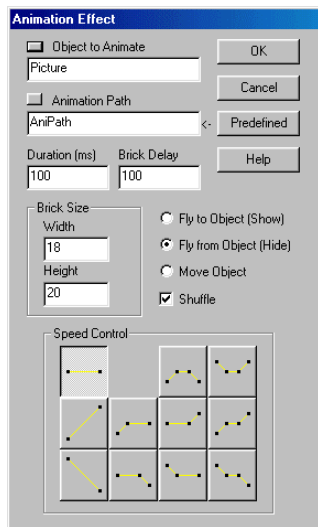 Animation Effect
Object to Animate
OK
Picture
Cancel
Animation Path
AniPath
<- Predefined
Duration (ms) Brick Delay
Help
100 100
Brick Size
Width
Fly to Object (Show)
18
Fly from Object (Hide)
Height
Move Object
20
Shuffle
Speed Control